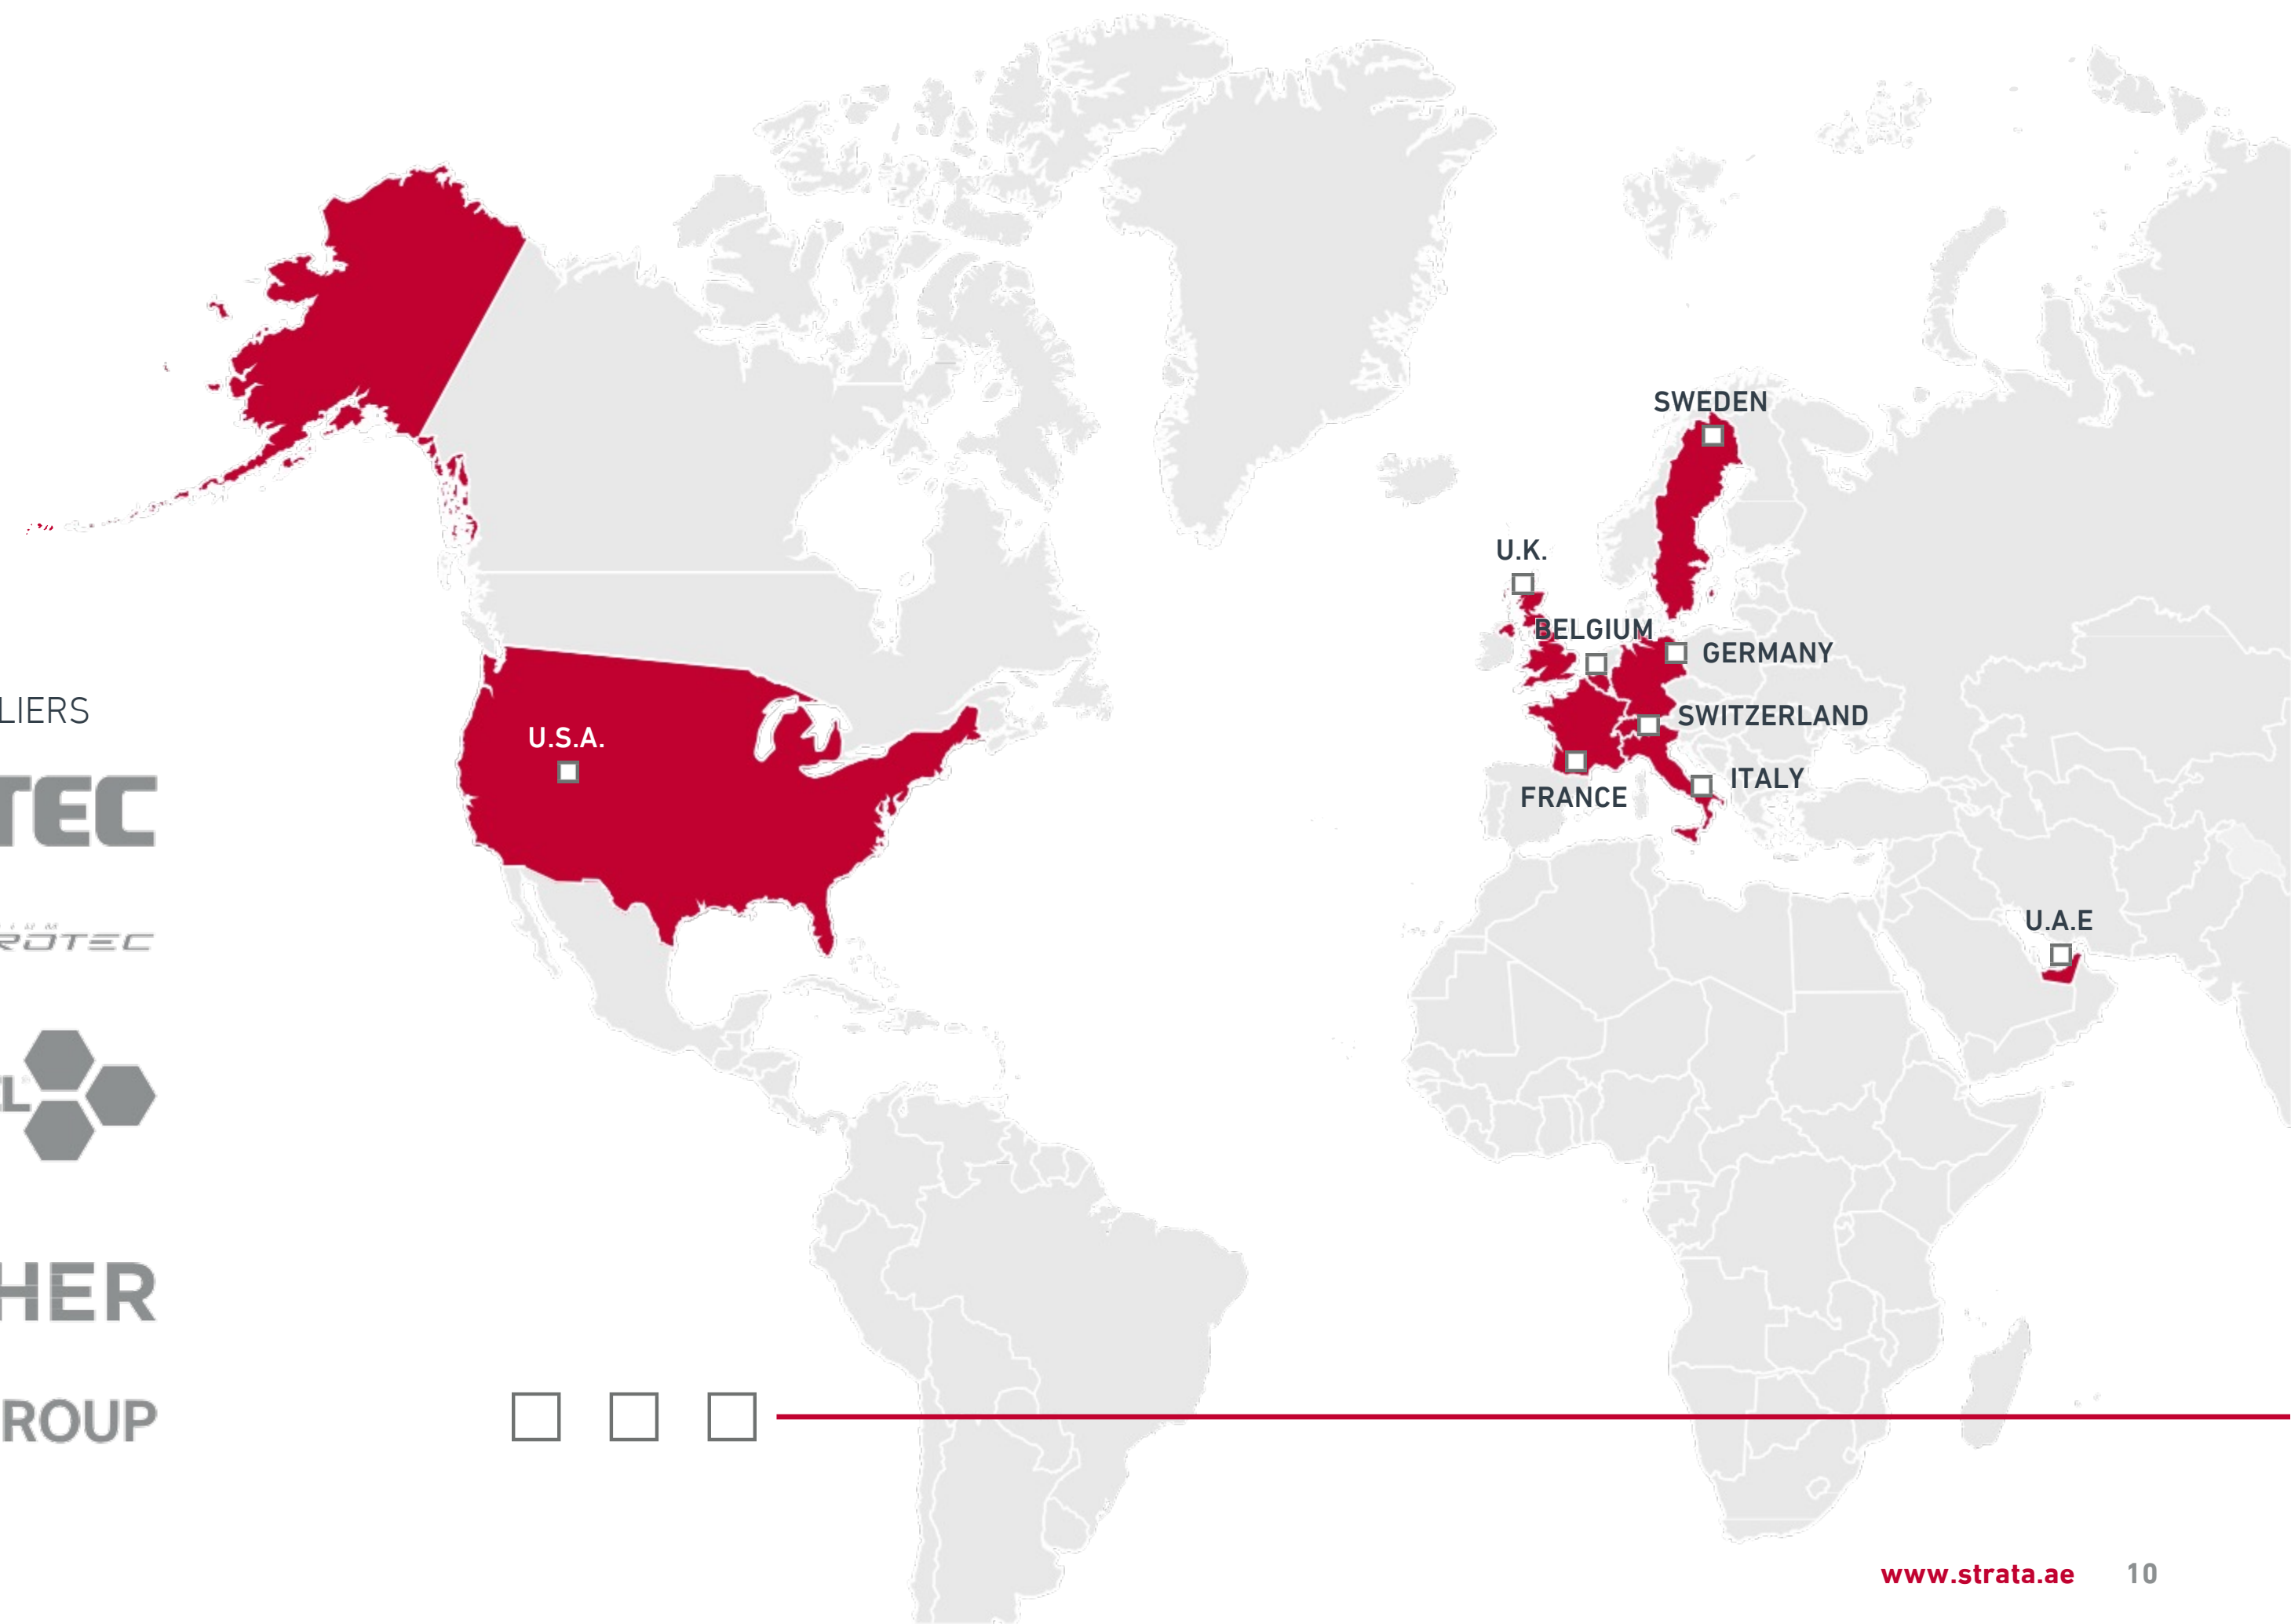 SWEDEN
U.K.
BELGIUM
GERMANY
LIERS
SWITZERLAND
U.S.A.
ITALY
FRANCE
TEC
U.A.E
HER
ROUP
www.strata.ae 10